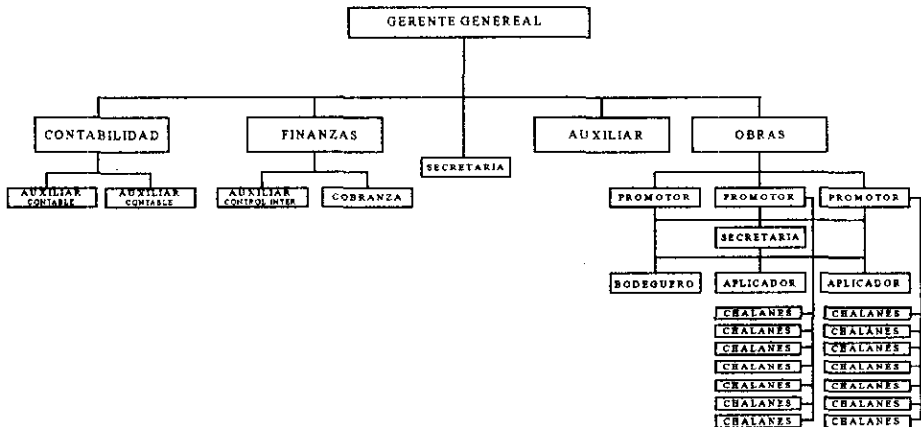 GERENTE GENEREAL
CONTABILIDAD
FINANZAS
AUXILIAR
OBRAS
SECRETARIA
AUXILIAR
CONTABLE
AUXILIAR
CONTABLE
AUXILIAR
CONTROL INTER
COBRANZA
PROMOTOR
PROMOTOR
PROMOTOR
SECRETARIA
BODEGUERO
APLICADOR
APLICADOR
CHALANES
CHALANES
CHALANES
CHALANES
CHALANES
CHALANES
CHALANES
CHALANES
CHALANES
CHALANES
CHALANES
CHALANES
CHALANES
CHALANES